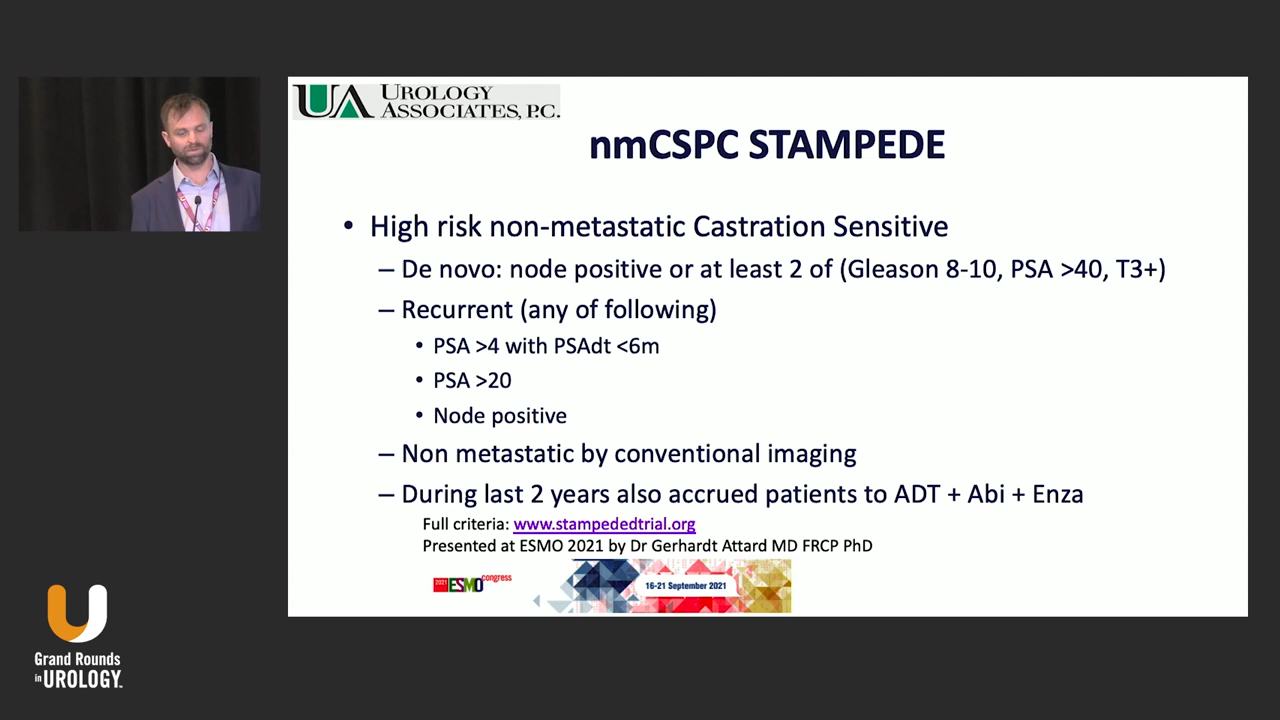 UA UROLOGY
ASSOCIATES, P.C.
nmCSPC STAMPEDE
• High risk non-metastatic Castration Sensitive
– De novo: node positive or at least 2 of (Gleason 8-10, PSA >40, T3+)
– Recurrent (any of following)
• PSA >4 with PSAdt <6m
• PSA >20
• Node positive
– Non metastatic by conventional imaging
– During last 2 years also accrued patients to ADT + Abi + Enza
Full criteria: www.stampededtrial.org
Presented at ESMO 2021 by Dr Gerhardt Attard MD FRCP PhD
2021 ESMO congress
16-21 September 2021
Grand Rounds
in UROLOGY™